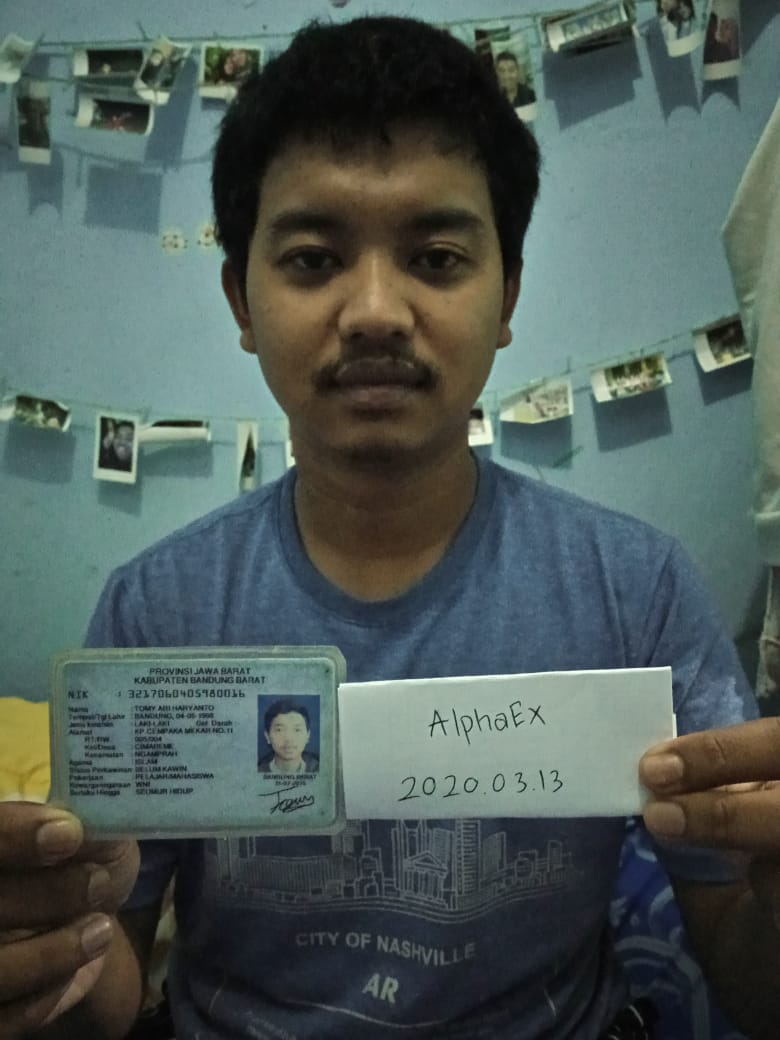 PROVINSI JAWA BARAT
KABUPATEN BANDUNG BARAT
NIK : 3217060405980016
Nama : TOMY ARI HARYANTO
Tempat/Tgl Lahir : BANDUNG, 04-05-1998
Jenis kelamin : LAKI-LAKI Gol Darah :
Alamat : KP. CEMPAKA MEKAR NO.11
RT/RW : 005/004
Kel/Desa : CIMAREME
Kecamatan : NGAMPRAH
Agama : ISLAM
Status Perkawinan : BELUM KAWIN
Pekerjaan : PELAJAR/MAHASISWA
Kewarganegaraan : WNI
Berlaku Hingga : SEUMUR HIDUP
BANDUNG BARAT
AlphaEx
2020.03.13
CITY OF NASHVILLE
AR